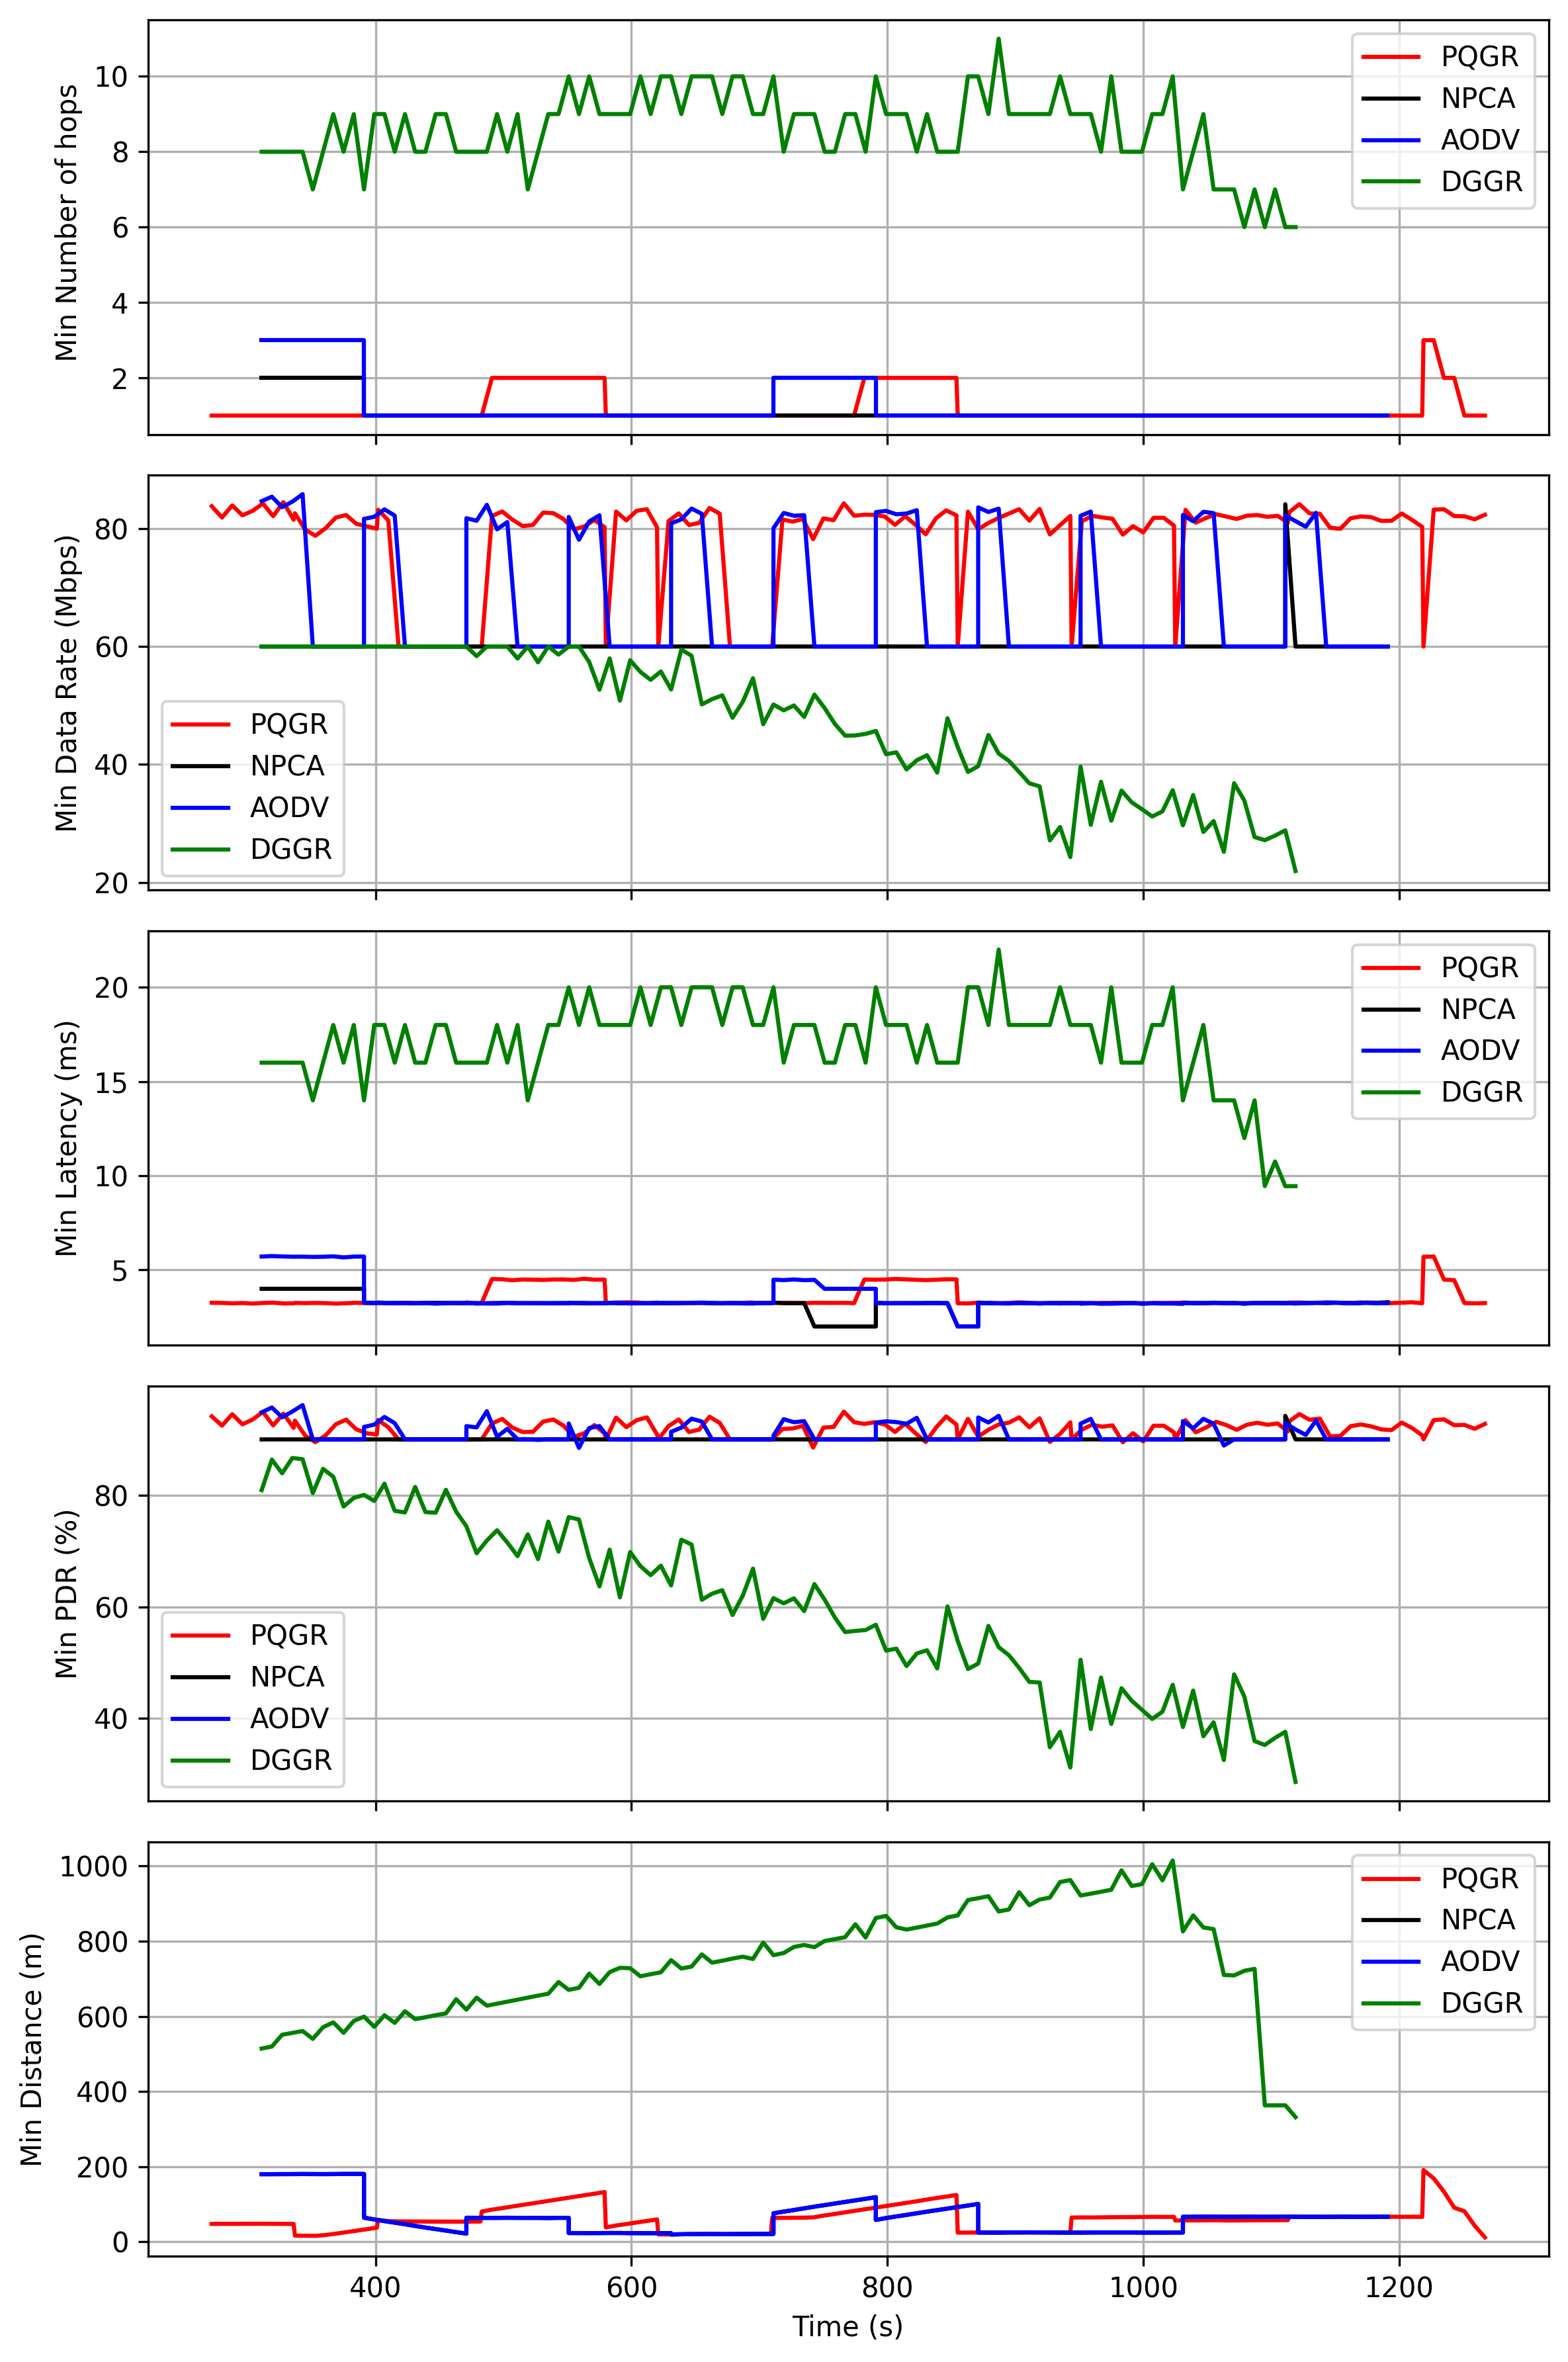 Min Number of hops
10
8
6
4
2
PQGR
NPCA
AODV
DGGR
Min Data Rate (Mbps)
80
60
40
20
PQGR
NPCA
AODV
DGGR
Min Latency (ms)
20
15
10
5
PQGR
NPCA
AODV
DGGR
Min PDR (%)
80
60
40
PQGR
NPCA
AODV
DGGR
Min Distance (m)
1000
800
600
400
200
0
PQGR
NPCA
AODV
DGGR
400 600 800 1000 1200
Time (s)